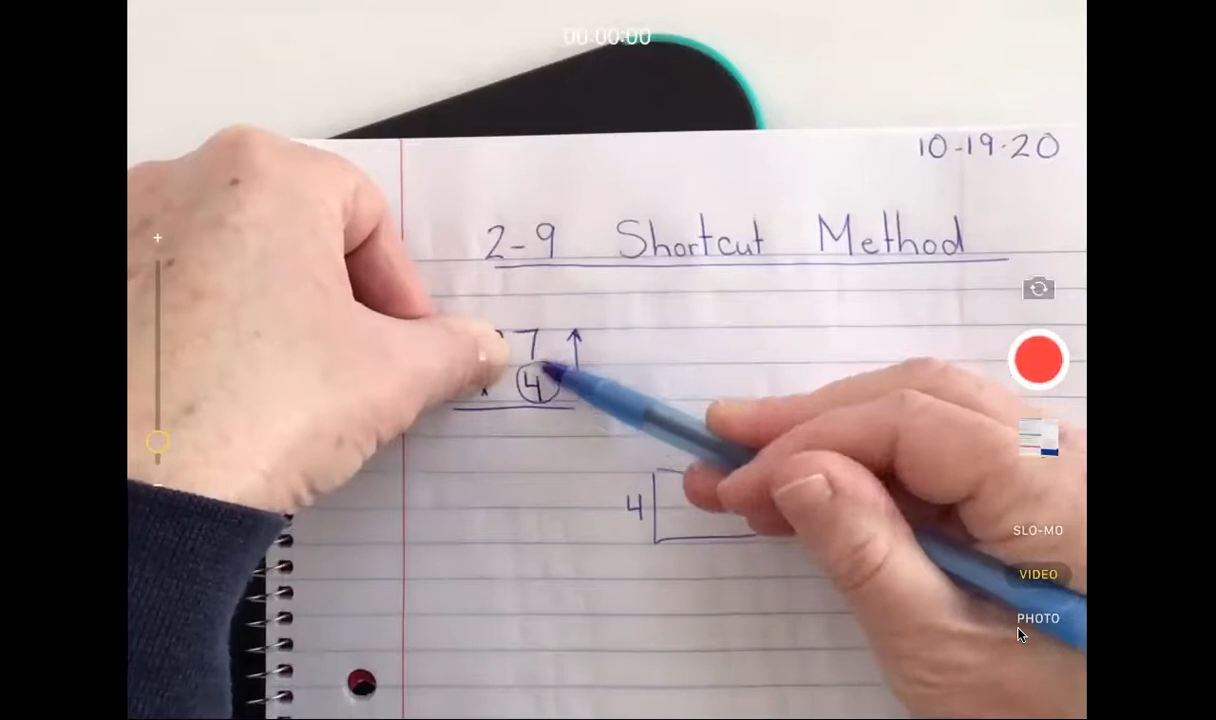 00:00:00
10-19-20
2-9 Shortcut Method
7
4
4
SLO-MO
VIDEO
PHOTO